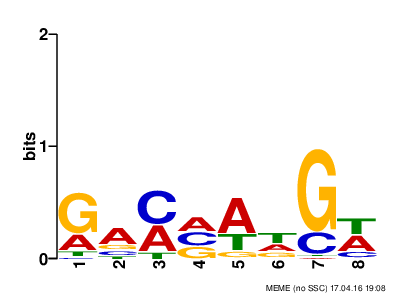 2
1
0
bits
G A T C
A G C T
C A T
A C G
A T G
T A G
G C A
T A C
1 2 3 4 5 6 7 8
MEME (no SSC) 17.04.16 19:08